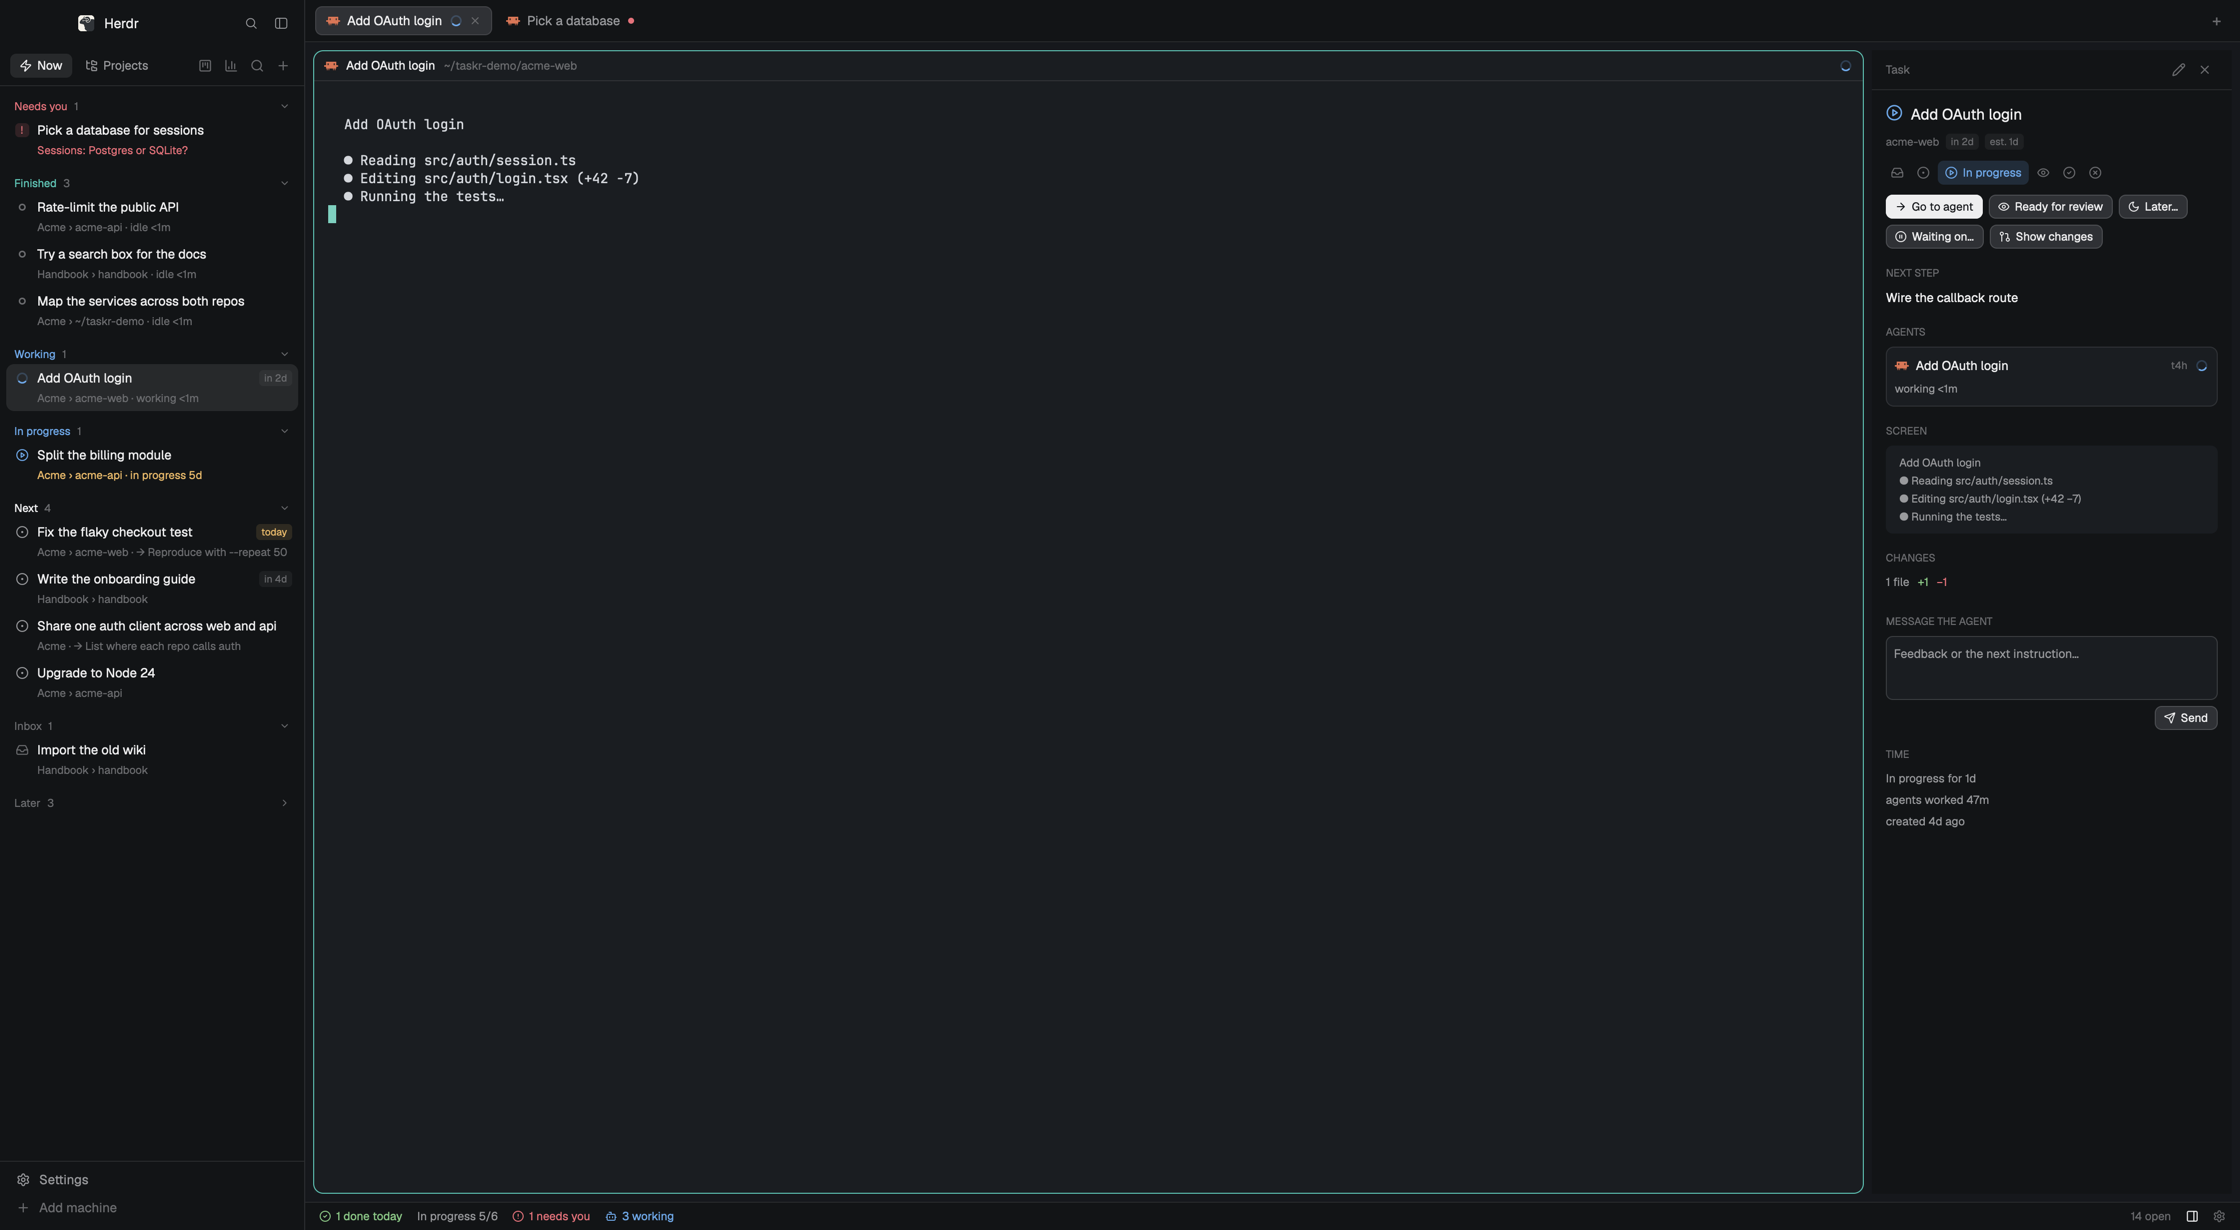 Herdr
Now
Projects
Needs you 1
! Pick a database for sessions
Sessions: Postgres or SQLite?
Finished 3
Rate-limit the public API
Acme › acme-api · idle <1m
Try a search box for the docs
Handbook › handbook · idle <1m
Map the services across both repos
Acme › ~/taskr-demo · idle <1m
Working 1
Add OAuth login in 2d
Acme › acme-web · working <1m
In progress 1
Split the billing module
Acme › acme-api · in progress 5d
Next 4
Fix the flaky checkout test today
Acme › acme-web · → Reproduce with --repeat 50
Write the onboarding guide in 4d
Handbook › handbook
Share one auth client across web and api
Acme · → List where each repo calls auth
Upgrade to Node 24
Acme › acme-api
Inbox 1
Import the old wiki
Handbook › handbook
Later 3
Settings
+ Add machine
Add OAuth login
Pick a database
Add OAuth login ~/taskr-demo/acme-web
Add OAuth login
● Reading src/auth/session.ts
● Editing src/auth/login.tsx (+42 -7)
● Running the tests…
1 done today In progress 5/6 1 needs you 3 working
Task
Add OAuth login
acme-web in 2d est. 1d
In progress
→ Go to agent Ready for review Later…
Waiting on… Show changes
NEXT STEP
Wire the callback route
AGENTS
Add OAuth login t4h
working <1m
SCREEN
Add OAuth login
● Reading src/auth/session.ts
● Editing src/auth/login.tsx (+42 −7)
● Running the tests…
CHANGES
1 file +1 −1
MESSAGE THE AGENT
Feedback or the next instruction…
Send
TIME
In progress for 1d
agents worked 47m
created 4d ago
14 open